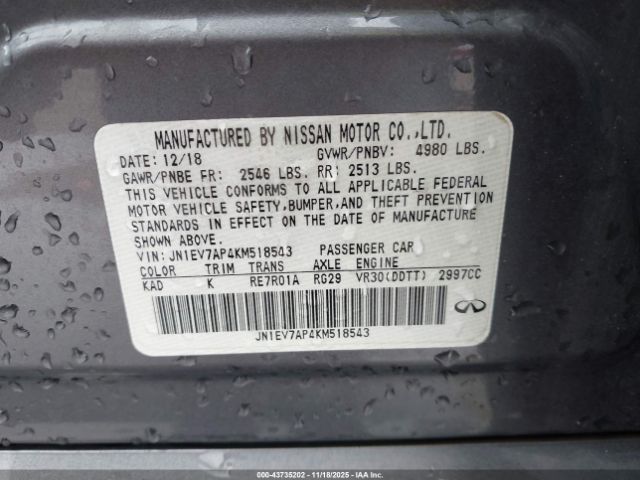 MANUFACTURED BY NISSAN MOTOR CO.,LTD.
DATE: 12/18 GVWR/PNBV: 4980 LBS.
GAWR/PNBE FR: 2546 LBS. RR: 2513 LBS.
THIS VEHICLE CONFORMS TO ALL APPLICABLE FEDERAL
MOTOR VEHICLE SAFETY, BUMPER, AND THEFT PREVENTION
STANDARDS IN EFFECT ON THE DATE OF MANUFACTURE
SHOWN ABOVE.
VIN: JN1EV7AP4KM518543 PASSENGER CAR
COLOR TRIM TRANS AXLE ENGINE
KAD K RE7R01A RG29 VR30(DDTT) 2997CC
JN1EV7AP4KM518543
000-43735202 | 11/18/2025 | IAA Inc.